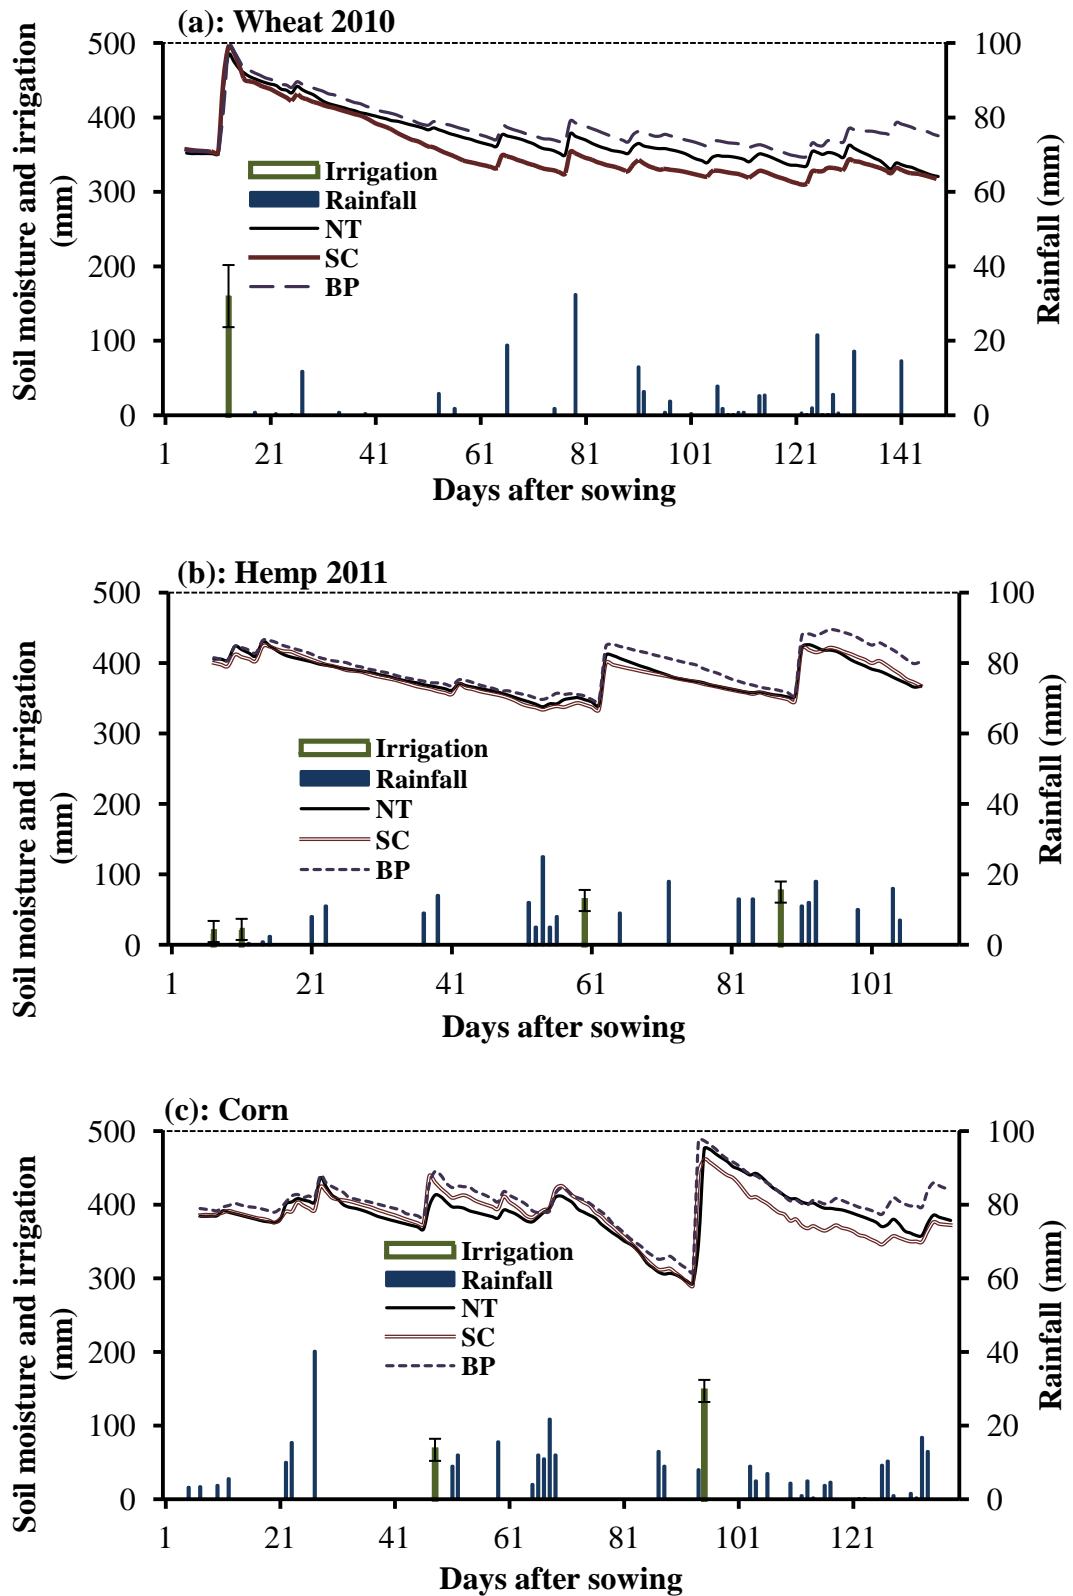 (a): Wheat 2010
Soil moisture and irrigation
(mm)
500
400
300
200
100
0
Irrigation
Rainfall
NT
SC
BP
100
80
60
40
20
0
Rainfall (mm)
1 21 41 61 81 101 121 141
Days after sowing
(b): Hemp 2011
Soil moisture and irrigation
(mm)
500
400
300
200
100
0
Irrigation
Rainfall
NT
SC
BP
100
80
60
40
20
0
Rainfall (mm)
1 21 41 61 81 101
Days after sowing
(c): Corn
Soil moisture and irrigation
(mm)
500
400
300
200
100
0
Irrigation
Rainfall
NT
SC
BP
100
80
60
40
20
0
Rainfall (mm)
1 21 41 61 81 101 121
Days after sowing